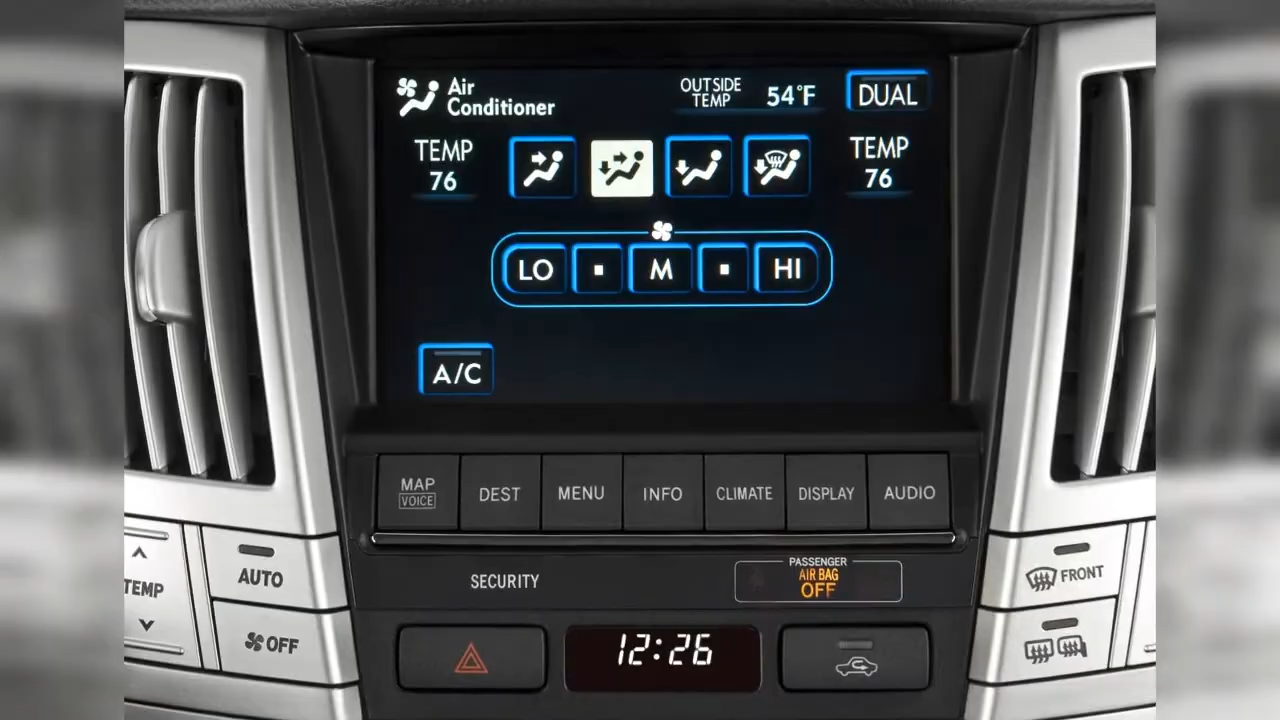 Air
Conditioner
OUTSIDE
TEMP
54°F
DUAL
TEMP
76
TEMP
76
LO
M
HI
A/C
MAP
VOICE
DEST
MENU
INFO
CLIMATE
DISPLAY
AUDIO
TEMP
AUTO
OFF
SECURITY
PASSENGER
AIR BAG
OFF
FRONT
12:26